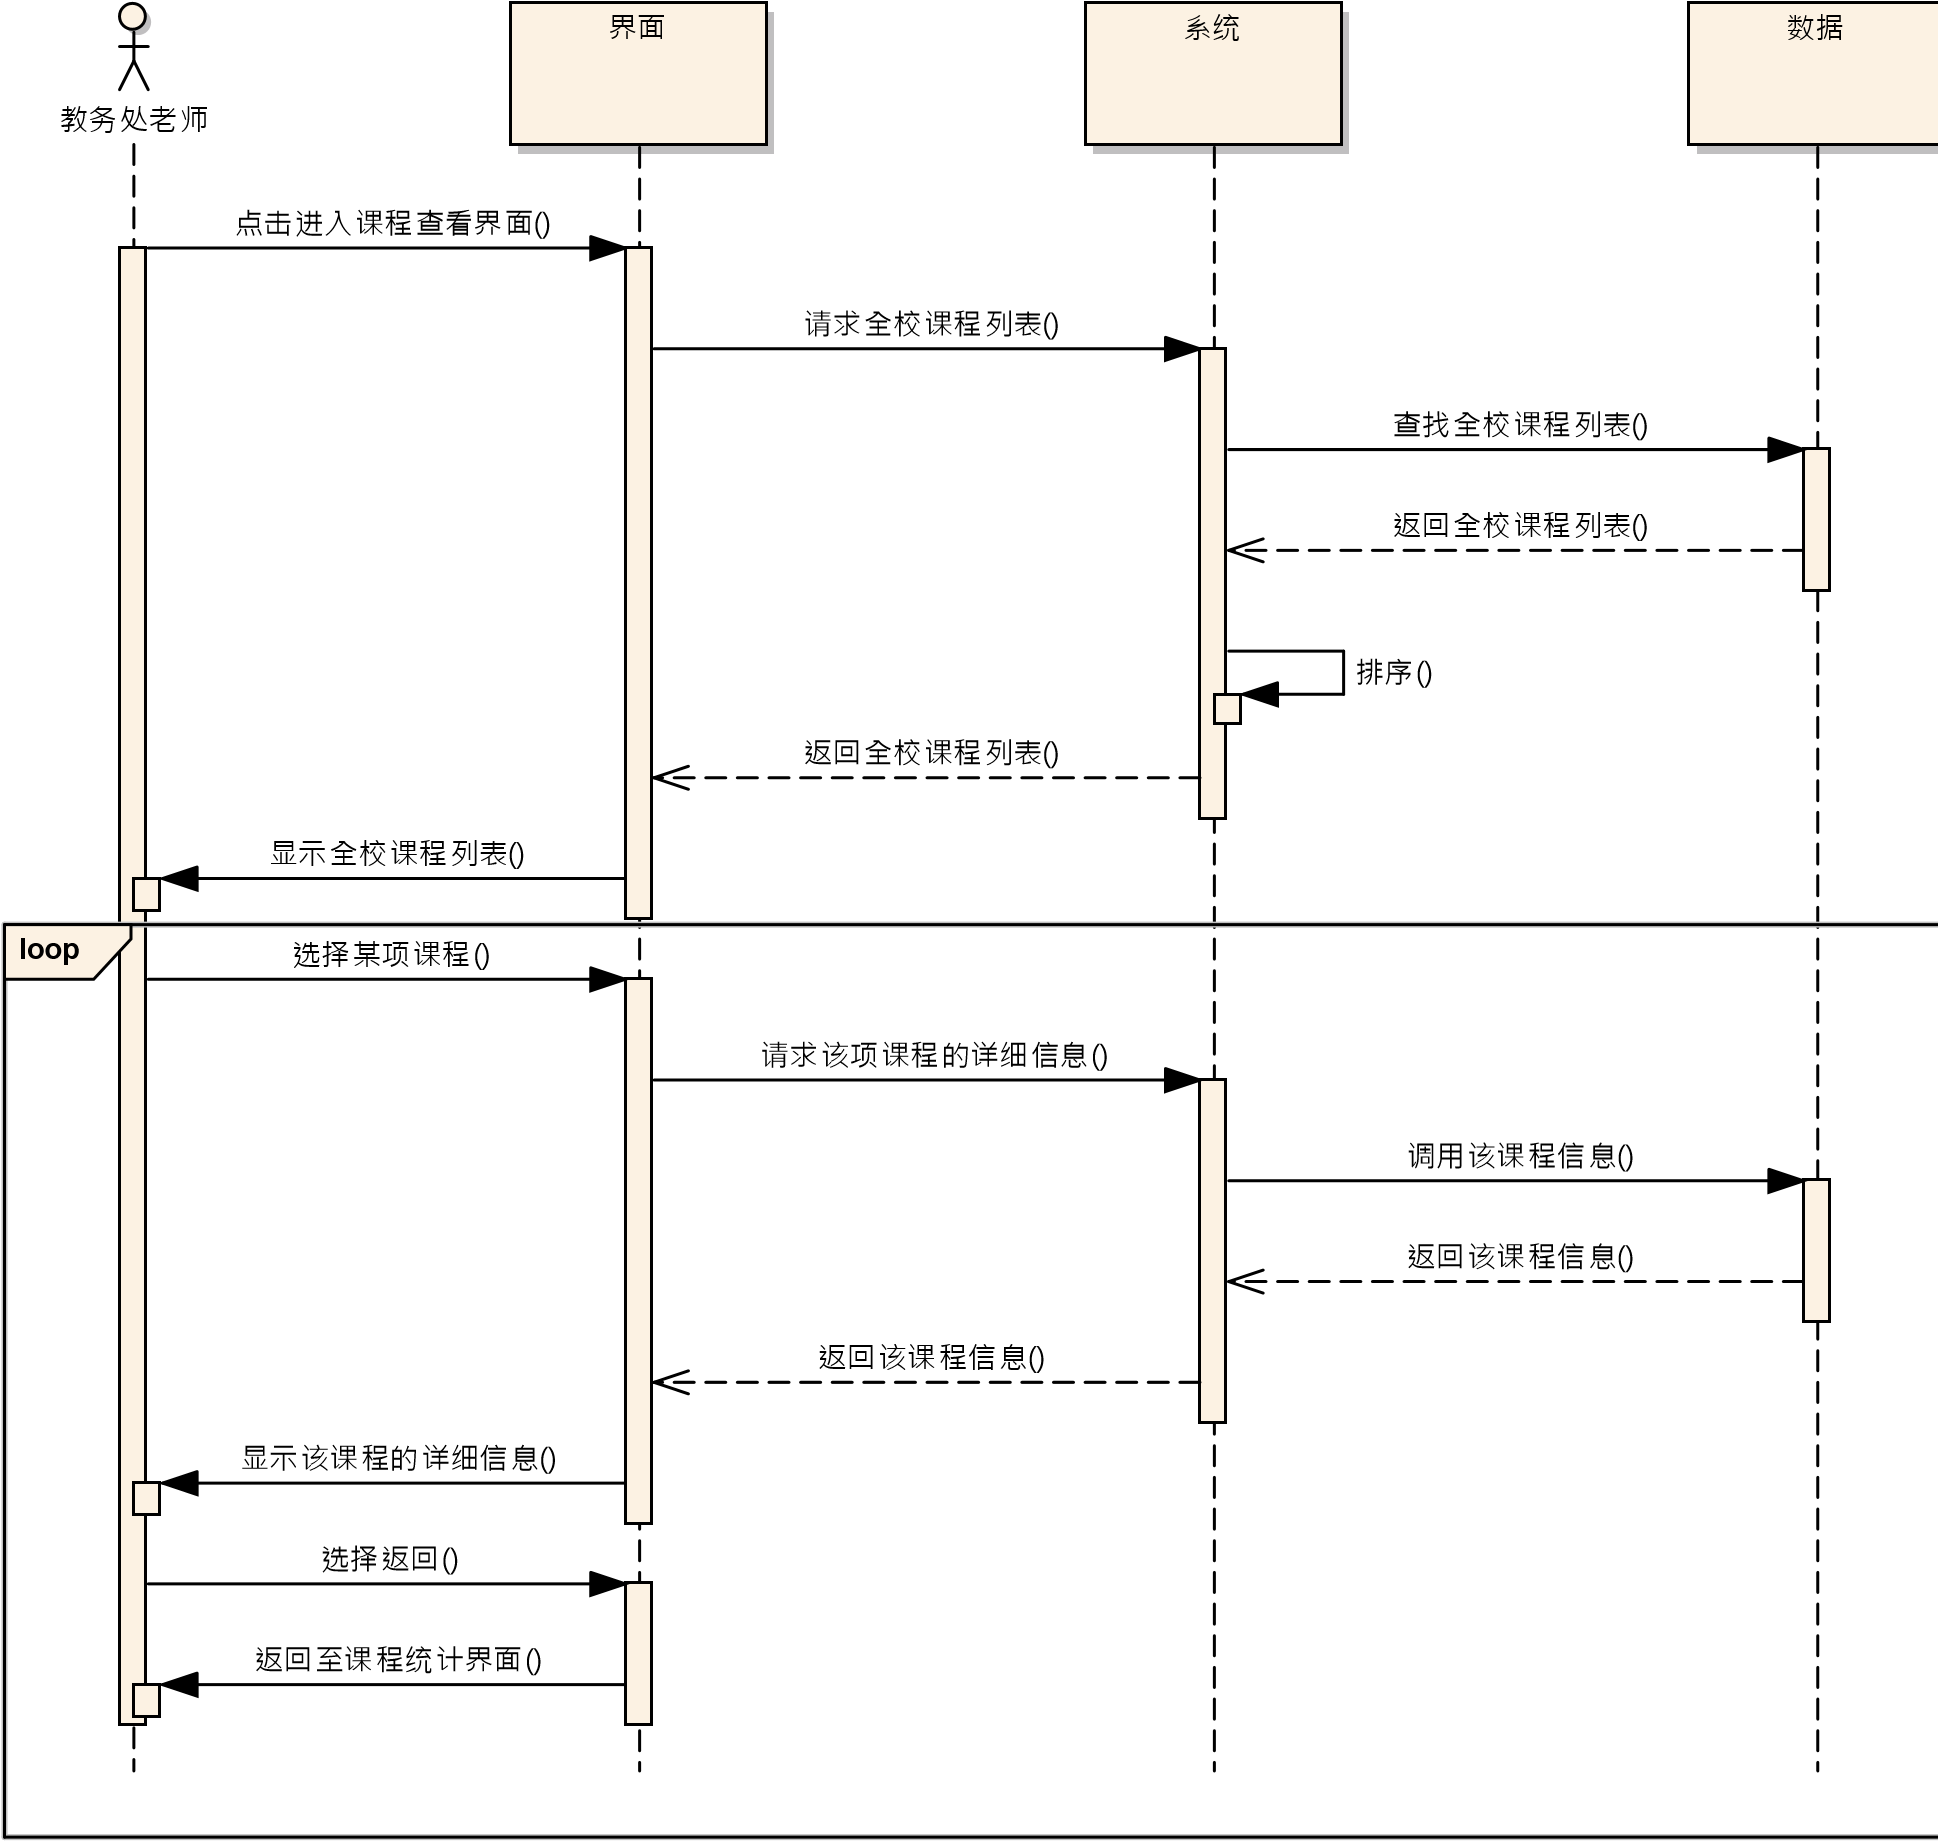 界面
系统
数据
教务处老师
点击进入课程查看界面()
请求全校课程列表()
查找全校课程列表()
返回全校课程列表()
排序()
返回全校课程列表()
显示全校课程列表()
loop
选择某项课程()
请求该项课程的详细信息()
调用该课程信息()
返回该课程信息()
返回该课程信息()
显示该课程的详细信息()
选择返回()
返回至课程统计界面()